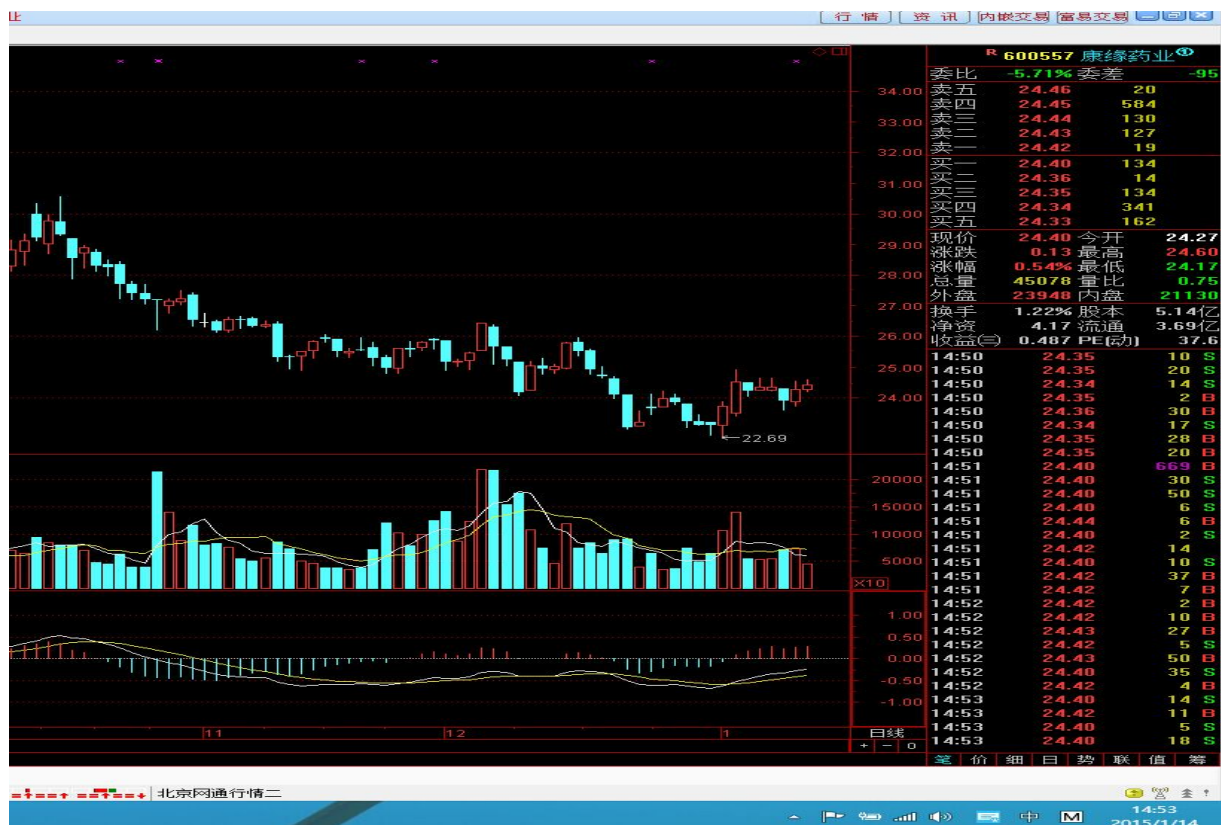 止
行 情 资 讯 内嵌交易 富易交易
R 600557 康缘药业 ①
委比 -5.71% 委差 -95
卖五 24.46 20
卖四 24.45 584
卖三 24.44 130
卖二 24.43 127
卖一 24.42 19
买一 24.40 134
买二 24.36 14
买三 24.35 134
买四 24.34 341
买五 24.33 162
现价 24.40 今开 24.27
涨跌 0.13 最高 24.60
涨幅 0.54% 最低 24.17
总量 45078 量比 0.75
外盘 23948 内盘 21130
换手 1.22% 股本 5.14亿
净资 4.17 流通 3.69亿
收益(三) 0.487 PE(动) 37.6
14:50 24.35 10 S
14:50 24.35 20 S
14:50 24.34 14 S
14:50 24.35 2 B
14:50 24.36 30 B
14:50 24.34 17 S
14:50 24.35 28 B
14:50 24.35 20 B
14:51 24.40 669 B
14:51 24.40 30 S
14:51 24.40 50 S
14:51 24.40 6 S
14:51 24.44 6 B
14:51 24.40 2 S
14:51 24.42 14
14:51 24.40 10 S
14:51 24.42 37 B
14:51 24.42 7 B
14:52 24.42 2 B
14:52 24.42 10 B
14:52 24.43 27 B
14:52 24.42 5 S
14:52 24.43 50 B
14:52 24.40 35 S
14:52 24.42 4 B
14:53 24.40 14 S
14:53 24.42 11 B
14:53 24.40 5 S
14:53 24.40 18 S
笔 价 细 日 势 联 值 筹
34.00
33.00
32.00
31.00
30.00
29.00
28.00
27.00
26.00
25.00
24.00
22.69
20000
15000
10000
5000
X10
1.00
0.50
0.00
-0.50
-1.00
11 12 1 日线
+ - 0
北京网通行情二
中 M 14:53
2015/1/14